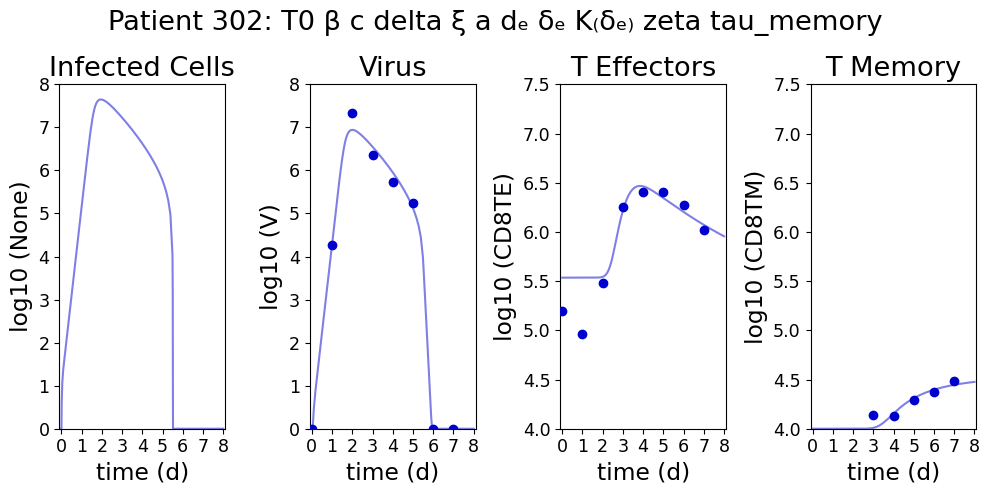 Patient 302: T0 β c delta ξ a dₑ δₑ K₍δₑ₎ zeta tau_memory
Infected Cells
Virus
T Effectors
T Memory
log10 (None)
8
7
6
5
4
3
2
1
0
0 1 2 3 4 5 6 7 8
time (d)
log10 (V)
8
7
6
5
4
3
2
1
0
0 1 2 3 4 5 6 7 8
time (d)
log10 (CD8TE)
7.5
7.0
6.5
6.0
5.5
5.0
4.5
4.0
0 1 2 3 4 5 6 7 8
time (d)
log10 (CD8TM)
7.5
7.0
6.5
6.0
5.5
5.0
4.5
4.0
0 1 2 3 4 5 6 7 8
time (d)